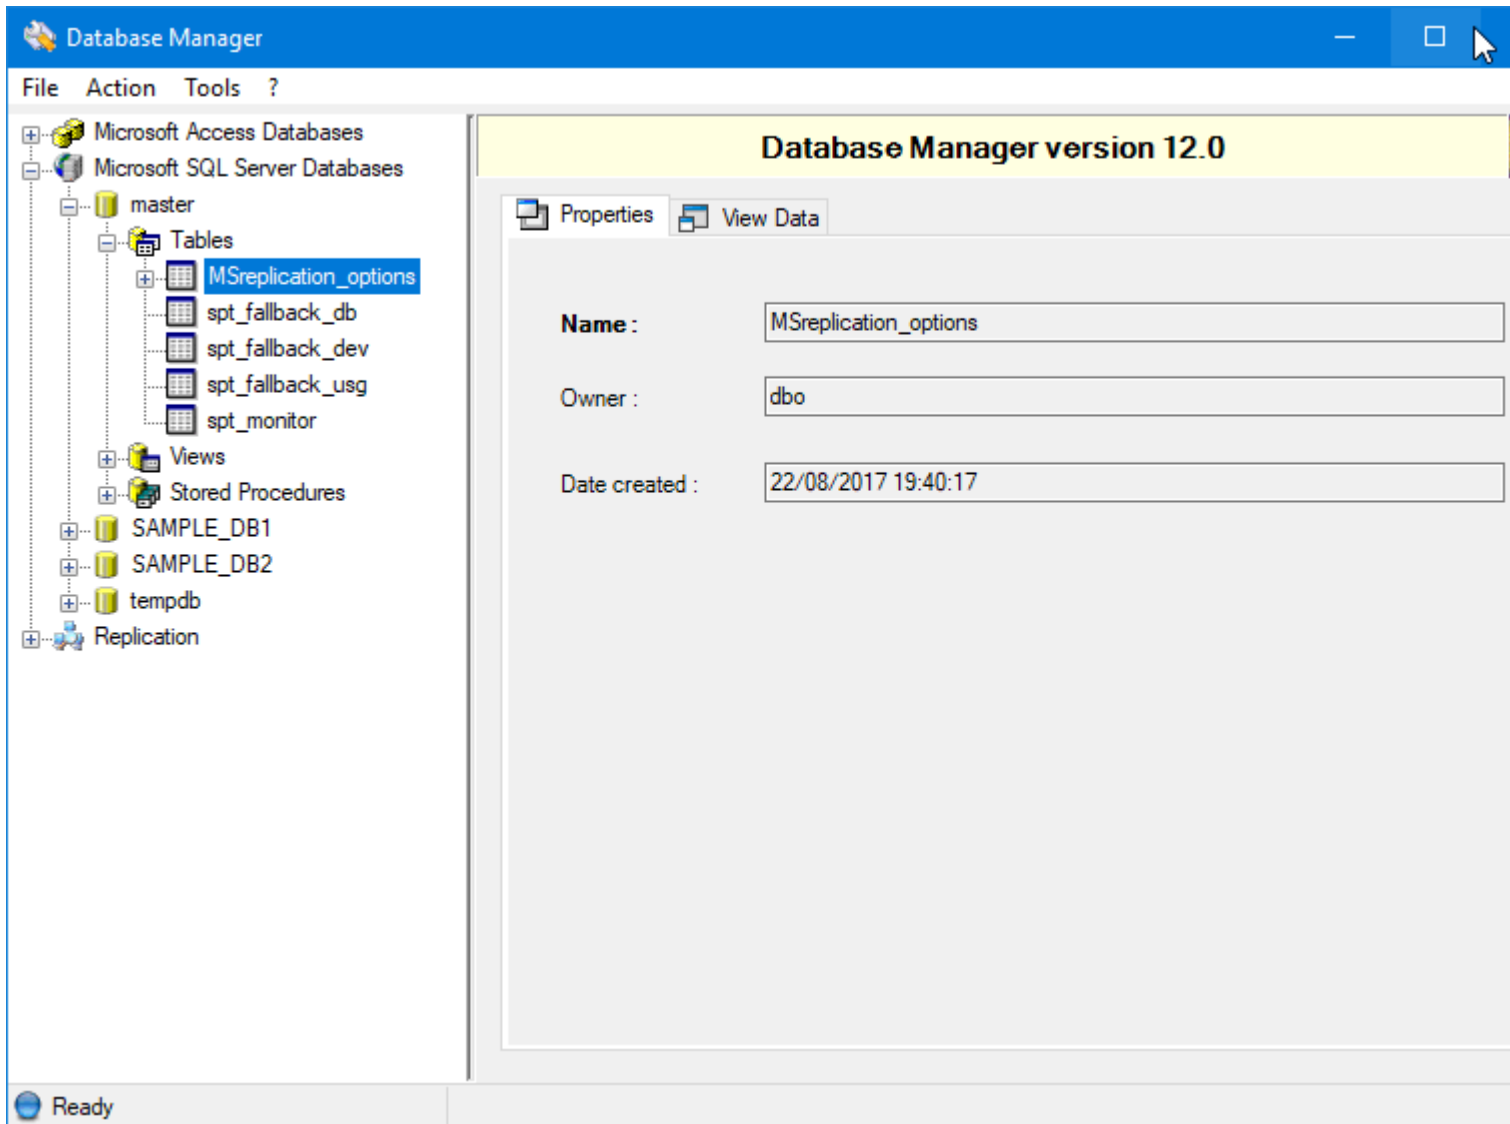 Database Manager
File Action Tools ?
Microsoft Access Databases
Microsoft SQL Server Databases
master
Tables
MSreplication_options
spt_fallback_db
spt_fallback_dev
spt_fallback_usg
spt_monitor
Views
Stored Procedures
SAMPLE_DB1
SAMPLE_DB2
tempdb
Replication
Database Manager version 12.0
Properties View Data
Name : MSreplication_options
Owner : dbo
Date created : 22/08/2017 19:40:17
Ready